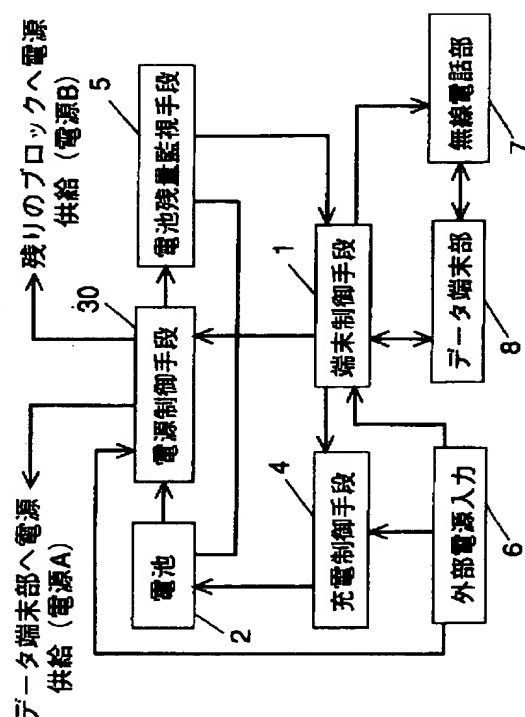 データ端末部へ電源
供給（電源A）
残りのブロックへ電源
供給（電源B）
電池
2
電源制御手段
30
電池残量監視手段
5
充電制御手段
4
端末制御手段
1
外部電源入力
6
データ端末部
8
無線電話部
7